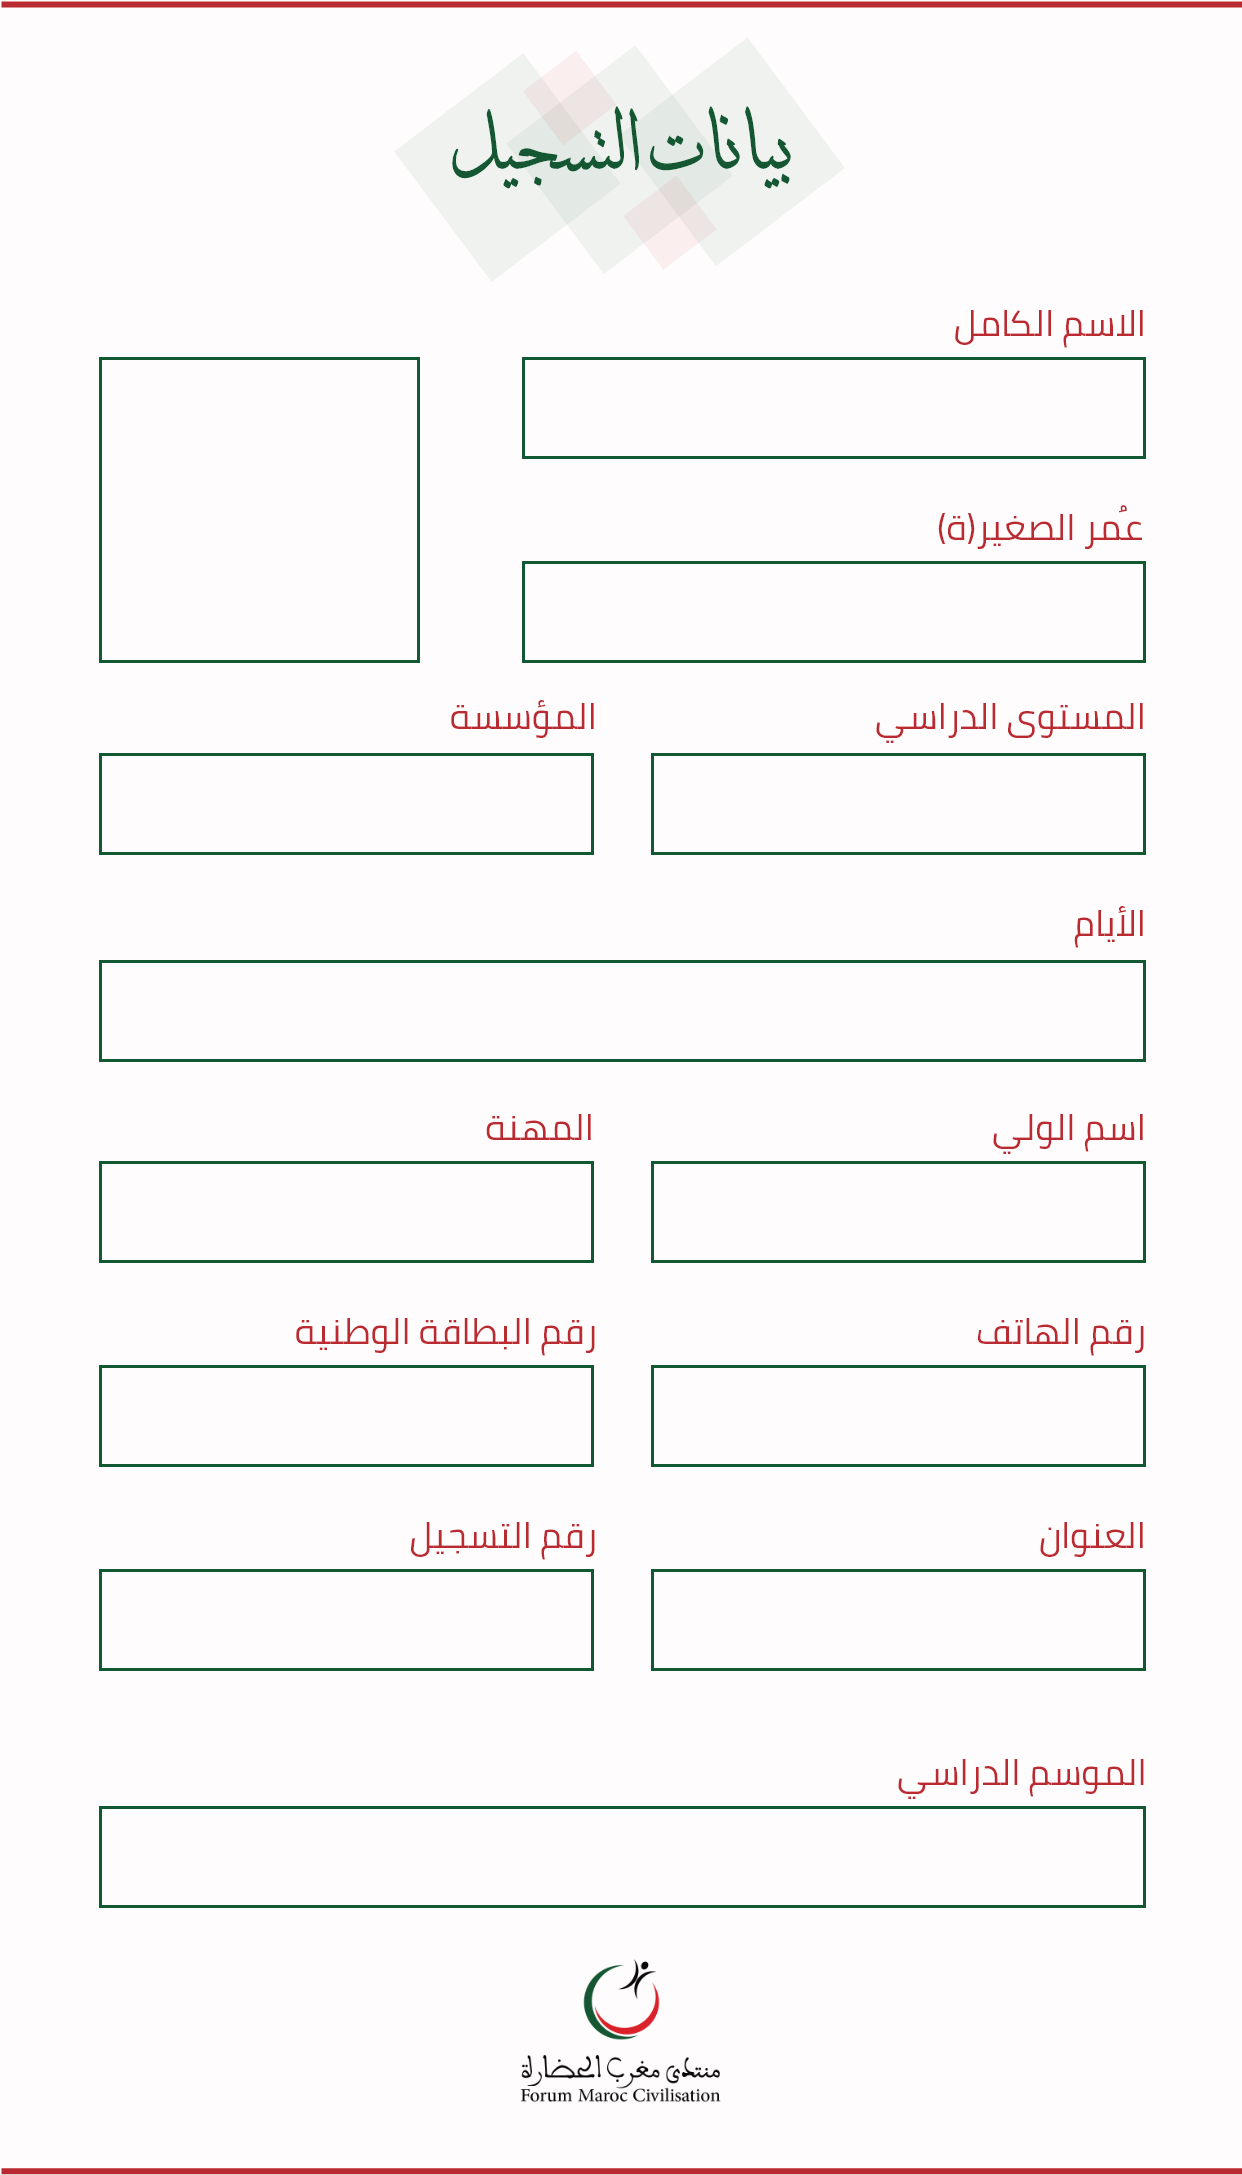 بيانات التسجيل
الاسم الكامل
عُمر الصغير(ة)
المستوى الدراسي
المؤسسة
الأيام
اسم الولي
المهنة
رقم الهاتف
رقم البطاقة الوطنية
العنوان
رقم التسجيل
الموسم الدراسي
منتدى مغرب الحضارة
Forum Maroc Civilisation